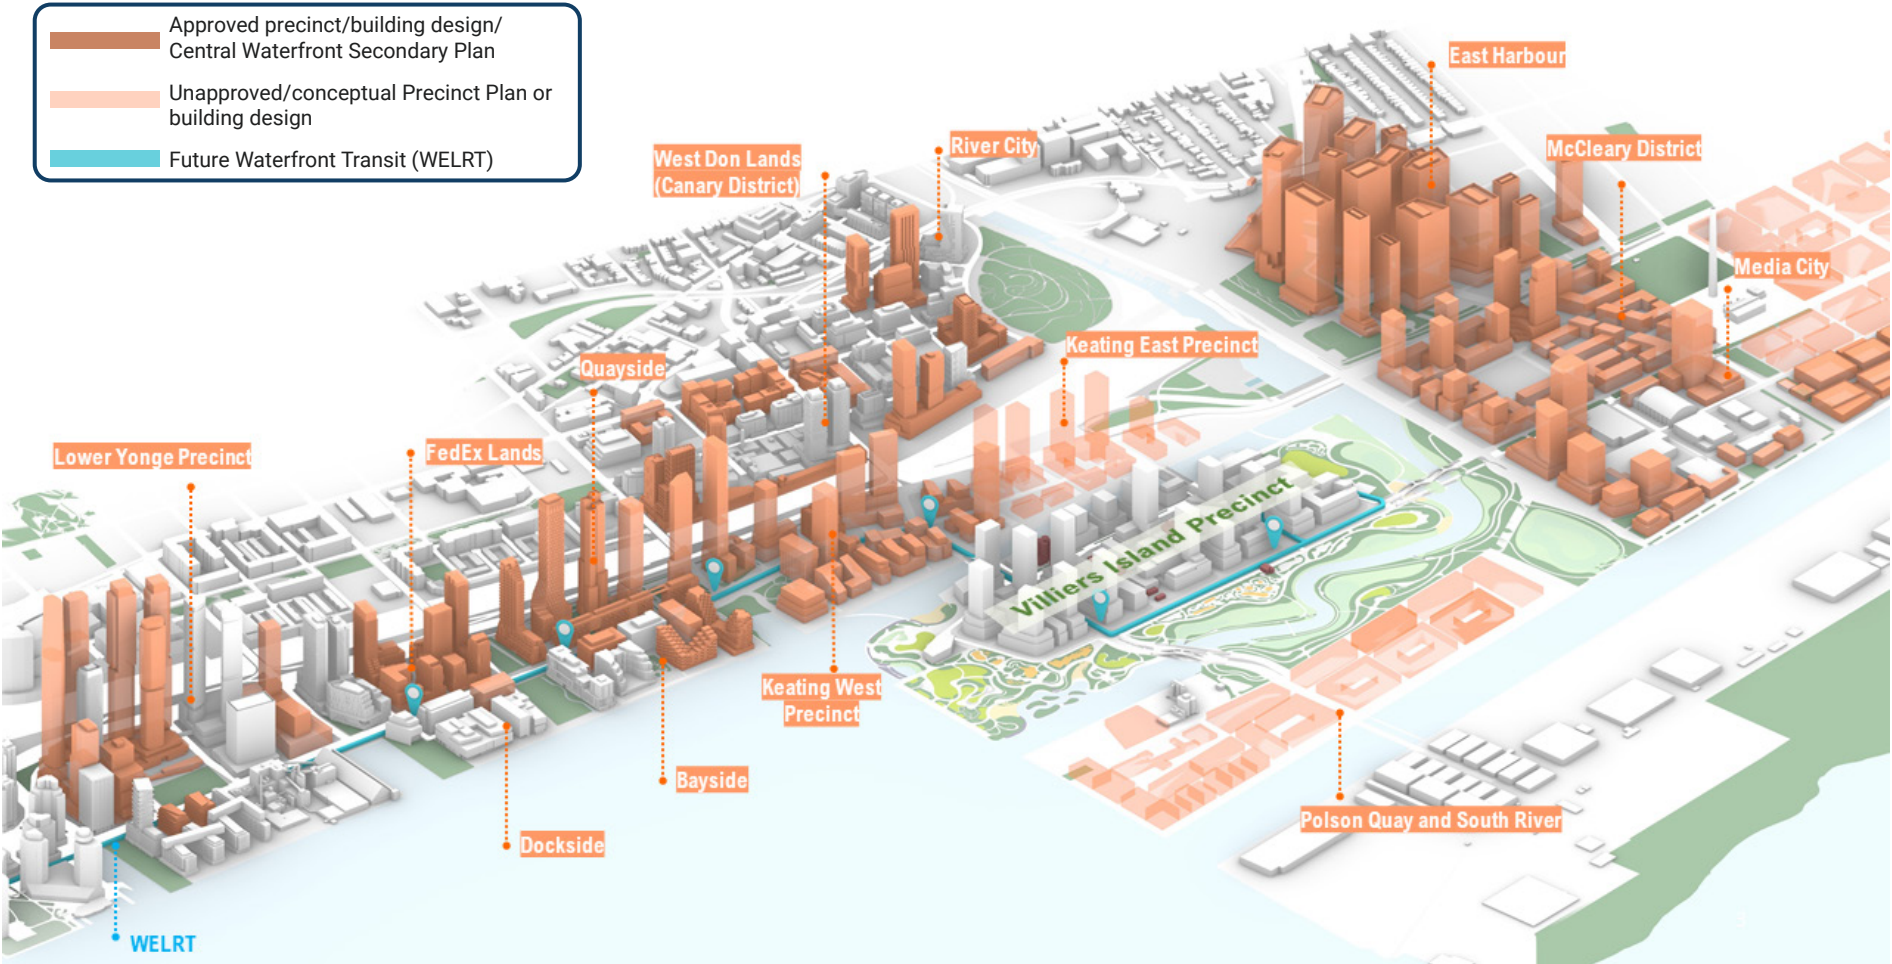 Approved precinct/building design/
Central Waterfront Secondary Plan
Unapproved/conceptual Precinct Plan or
building design
Future Waterfront Transit (WELRT)
East Harbour
River City
McCleary District
West Don Lands
(Canary District)
Media City
Keating East Precinct
Quayside
FedEx Lands
Lower Yonge Precinct
Villiers Island Precinct
Keating West
Precinct
Bayside
Polson Quay and South River
Dockside
WELRT